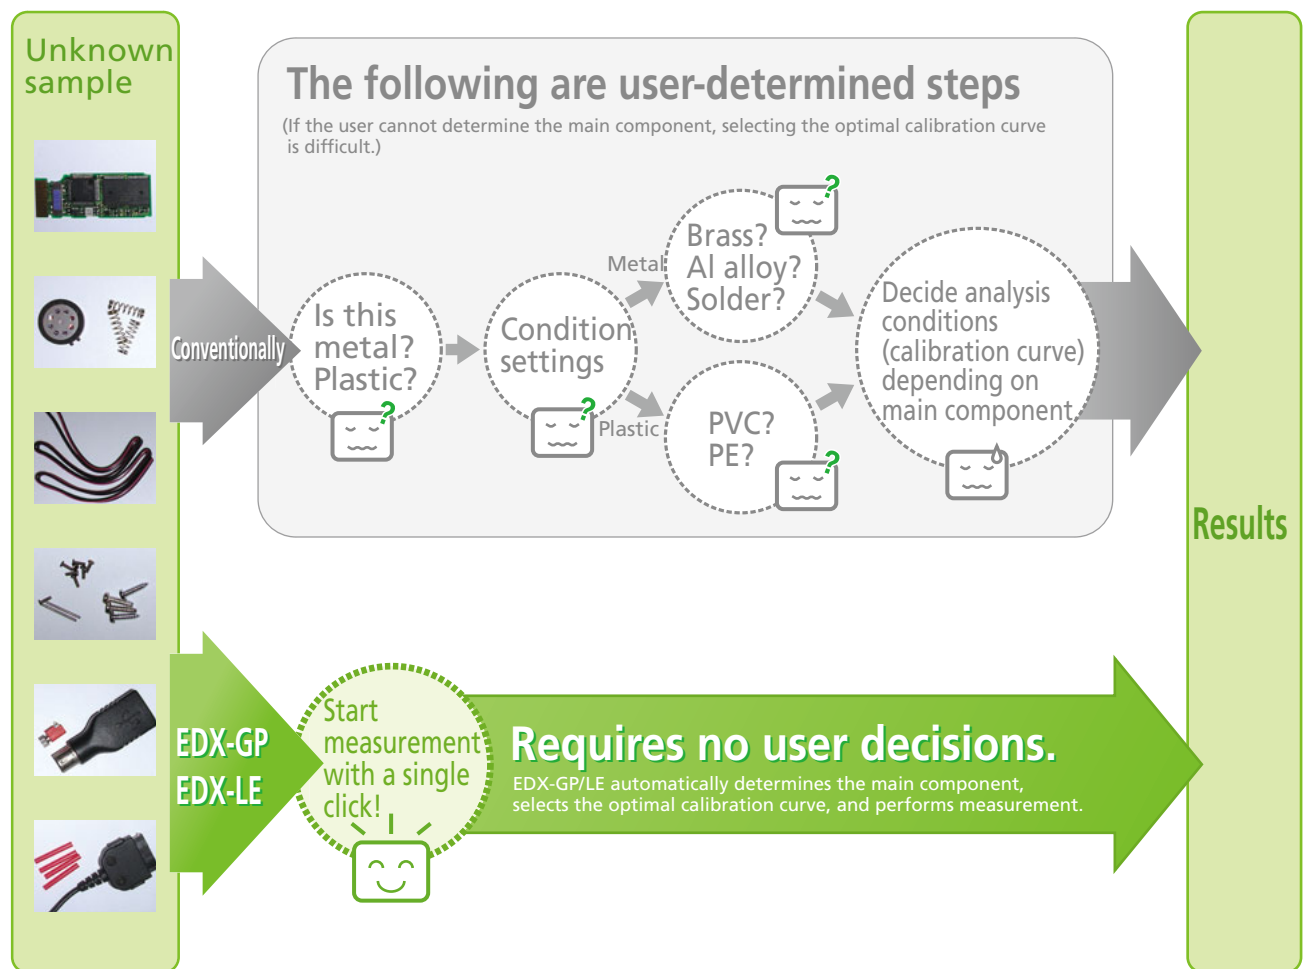 Unknown
sample
The following are user-determined steps
(If the user cannot determine the main component, selecting the optimal calibration curve
is difficult.)
Conventionally
Is this
metal?
Plastic?
?
Condition
settings
?
Metal
Brass?
Al alloy?
Solder?
?
Plastic
PVC?
PE?
?
Decide analysis
conditions
(calibration curve)
depending on
main component.
Results
EDX-GP
EDX-LE
Start
measurement
with a single
click!
Requires no user decisions.
EDX-GP/LE automatically determines the main component,
selects the optimal calibration curve, and performs measurement.